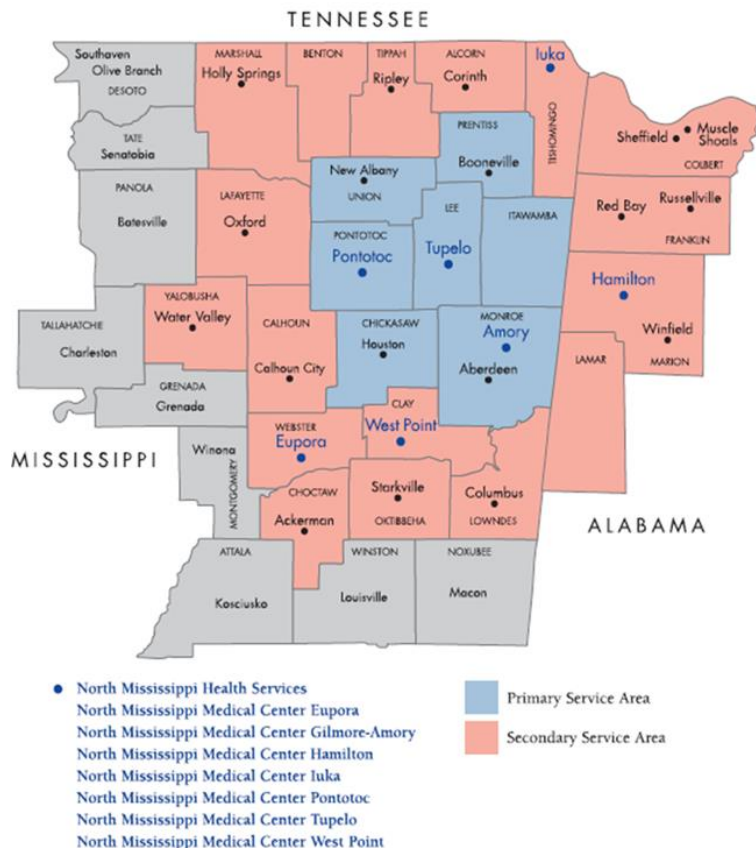 TENNESSEE
Southaven
Olive Branch
DESOTO
MARSHALL
Holly Springs
BENTON
TIPPAH
Ripley
ALCORN
Corinth
Iuka
TISHOMINGO
Sheffield
Muscle
Shoals
COLBERT
TATE
Senatobia
PRENTISS
Booneville
PANOLA
Batesville
LAFAYETTE
Oxford
New Albany
UNION
LEE
Tupelo
ITAWAMBA
Red Bay
Russellville
FRANKLIN
PONTOTOC
Pontotoc
Hamilton
Winfield
MARION
TALLAHATCHIE
Charleston
YALOBUSHA
Water Valley
CALHOUN
Calhoun City
CHICKASAW
Houston
MONROE
Amory
Aberdeen
LAMAR
GRENADA
Grenada
MISSISSIPPI
Winona
MONTGOMERY
WEBSTER
Eupora
CLAY
West Point
CHOCTAW
Ackerman
Starkville
OKTIBBEHA
Columbus
LOWNDES
ALABAMA
ATTALA
Kosciusko
WINSTON
Louisville
NOXUBEE
Macon
North Mississippi Health Services
North Mississippi Medical Center Eupora
North Mississippi Medical Center Gilmore-Amory
North Mississippi Medical Center Hamilton
North Mississippi Medical Center Iuka
North Mississippi Medical Center Pontotoc
North Mississippi Medical Center Tupelo
North Mississippi Medical Center West Point
Primary Service Area
Secondary Service Area